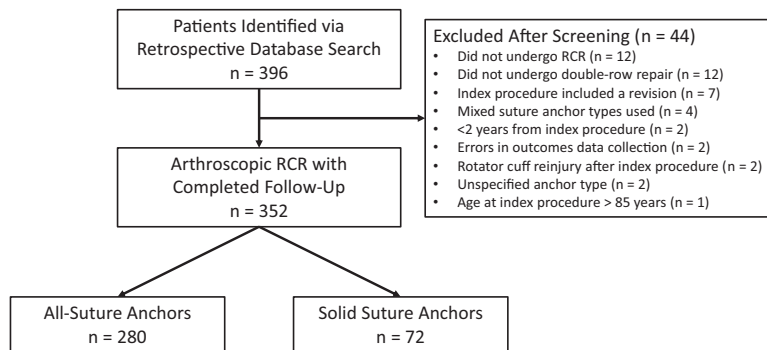 Patients Identified via
Retrospective Database Search
n = 396
Excluded After Screening (n = 44)
• Did not undergo RCR (n = 12)
• Did not undergo double-row repair (n = 12)
• Index procedure included a revision (n = 7)
• Mixed suture anchor types used (n = 4)
• <2 years from index procedure (n = 2)
• Errors in outcomes data collection (n = 2)
• Rotator cuff reinjury after index procedure (n = 2)
• Unspecified anchor type (n = 2)
• Age at index procedure > 85 years (n = 1)
Arthroscopic RCR with
Completed Follow-Up
n = 352
All-Suture Anchors
n = 280
Solid Suture Anchors
n = 72